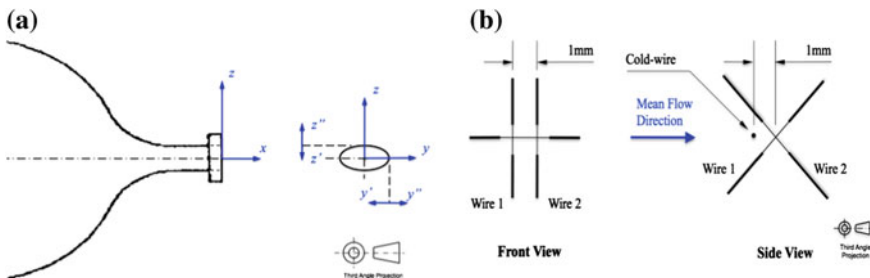 (a)
z
x
z
z''
z'
y
y'
y''
Third Angle Projection
(b)
1mm
Wire 1
Wire 2
Front View
1mm
Cold-wire
Mean Flow
Direction
Wire 1
Wire 2
Side View
Third Angle
Projection